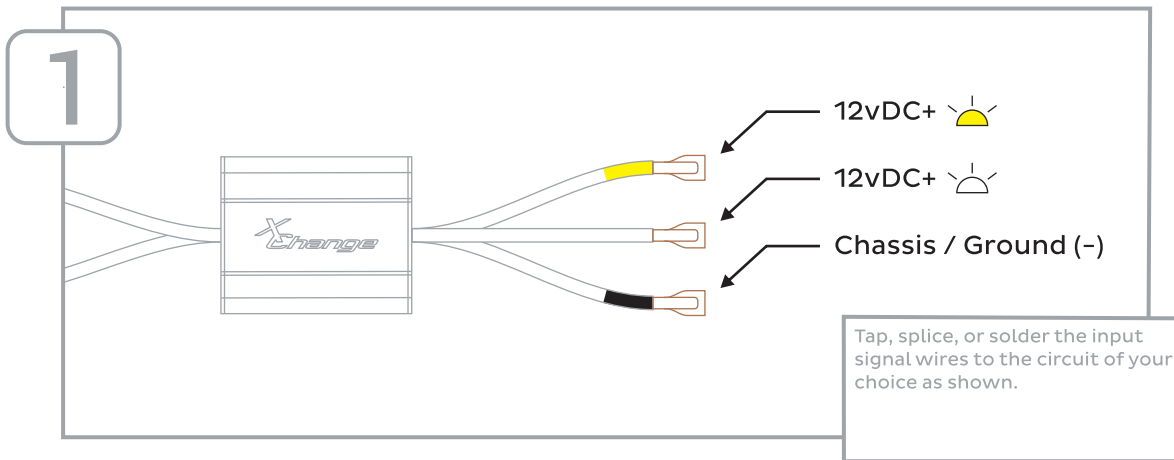 1
12vDC+
12vDC+
XChange
Chassis / Ground (-)
Tap, splice, or solder the input
signal wires to the circuit of your
choice as shown.